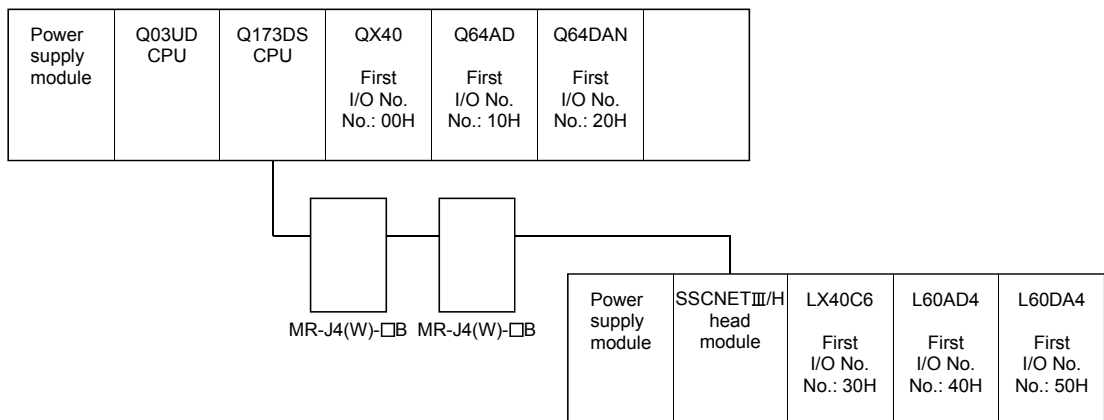 Power
supply
module
Q03UD
CPU
Q173DS
CPU
QX40
First
I/O No.
No.: 00H
Q64AD
First
I/O No.
No.: 10H
Q64DAN
First
I/O No.
No.: 20H
MR-J4(W)-□B MR-J4(W)-□B
Power
supply
module
SSCNETⅢ/H
head
module
LX40C6
First
I/O No.
No.: 30H
L60AD4
First
I/O No.
No.: 40H
L60DA4
First
I/O No.
No.: 50H